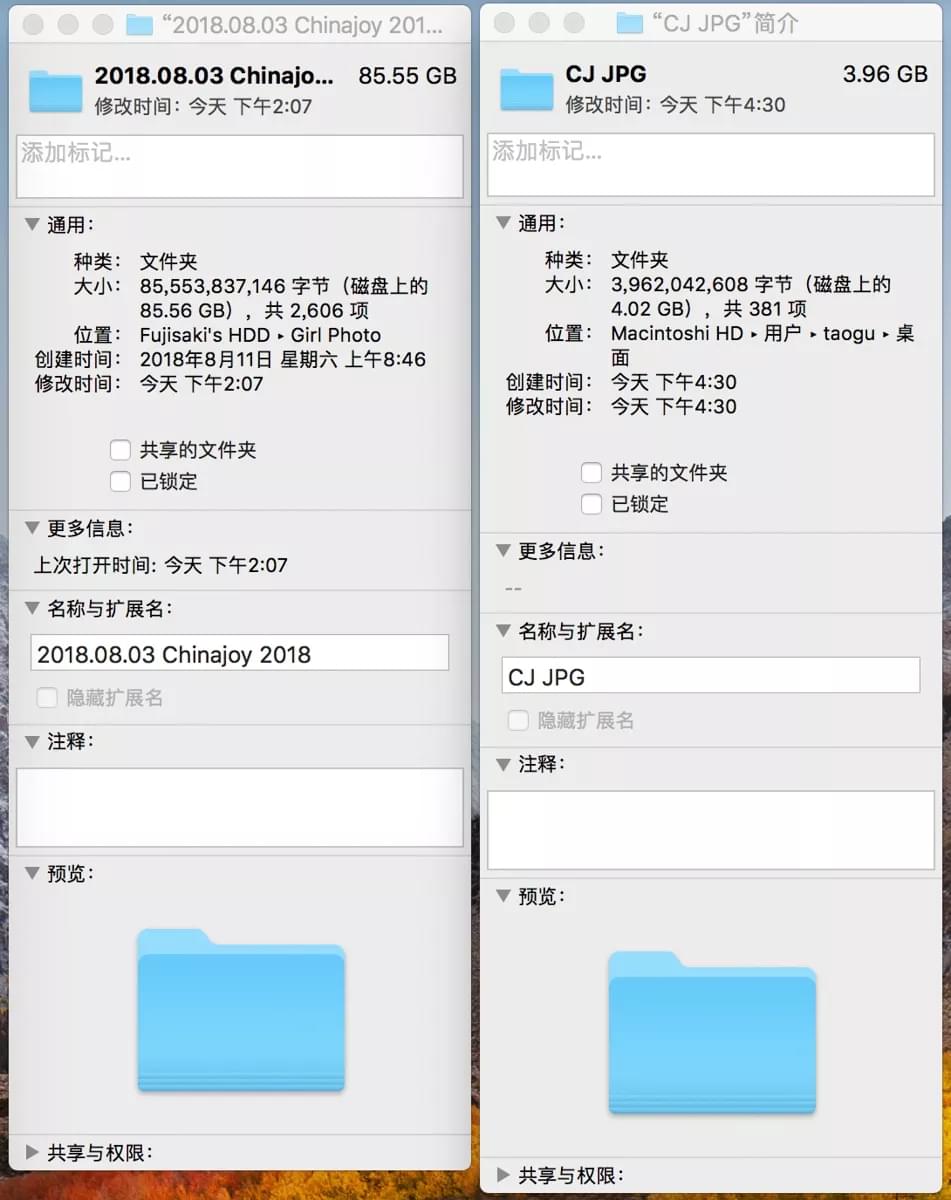 “2018.08.03 Chinajoy 201...
2018.08.03 Chinajo... 85.55 GB
修改时间：今天 下午2:07
添加标记...
通用：
种类： 文件夹
大小： 85,553,837,146 字节（磁盘上的
85.56 GB），共 2,606 项
位置： Fujisaki's HDD ▸ Girl Photo
创建时间： 2018年8月11日 星期六 上午8:46
修改时间： 今天 下午2:07
共享的文件夹
已锁定
更多信息：
上次打开时间: 今天 下午2:07
名称与扩展名：
2018.08.03 Chinajoy 2018
隐藏扩展名
注释：
预览：
共享与权限：
“CJ JPG”简介
CJ JPG 3.96 GB
修改时间：今天 下午4:30
添加标记...
通用：
种类： 文件夹
大小： 3,962,042,608 字节（磁盘上的
4.02 GB），共 381 项
位置： Macintoshi HD ▸ 用户 ▸ taogu ▸ 桌
面
创建时间： 今天 下午4:30
修改时间： 今天 下午4:30
共享的文件夹
已锁定
更多信息：
--
名称与扩展名：
CJ JPG
隐藏扩展名
注释：
预览：
共享与权限：